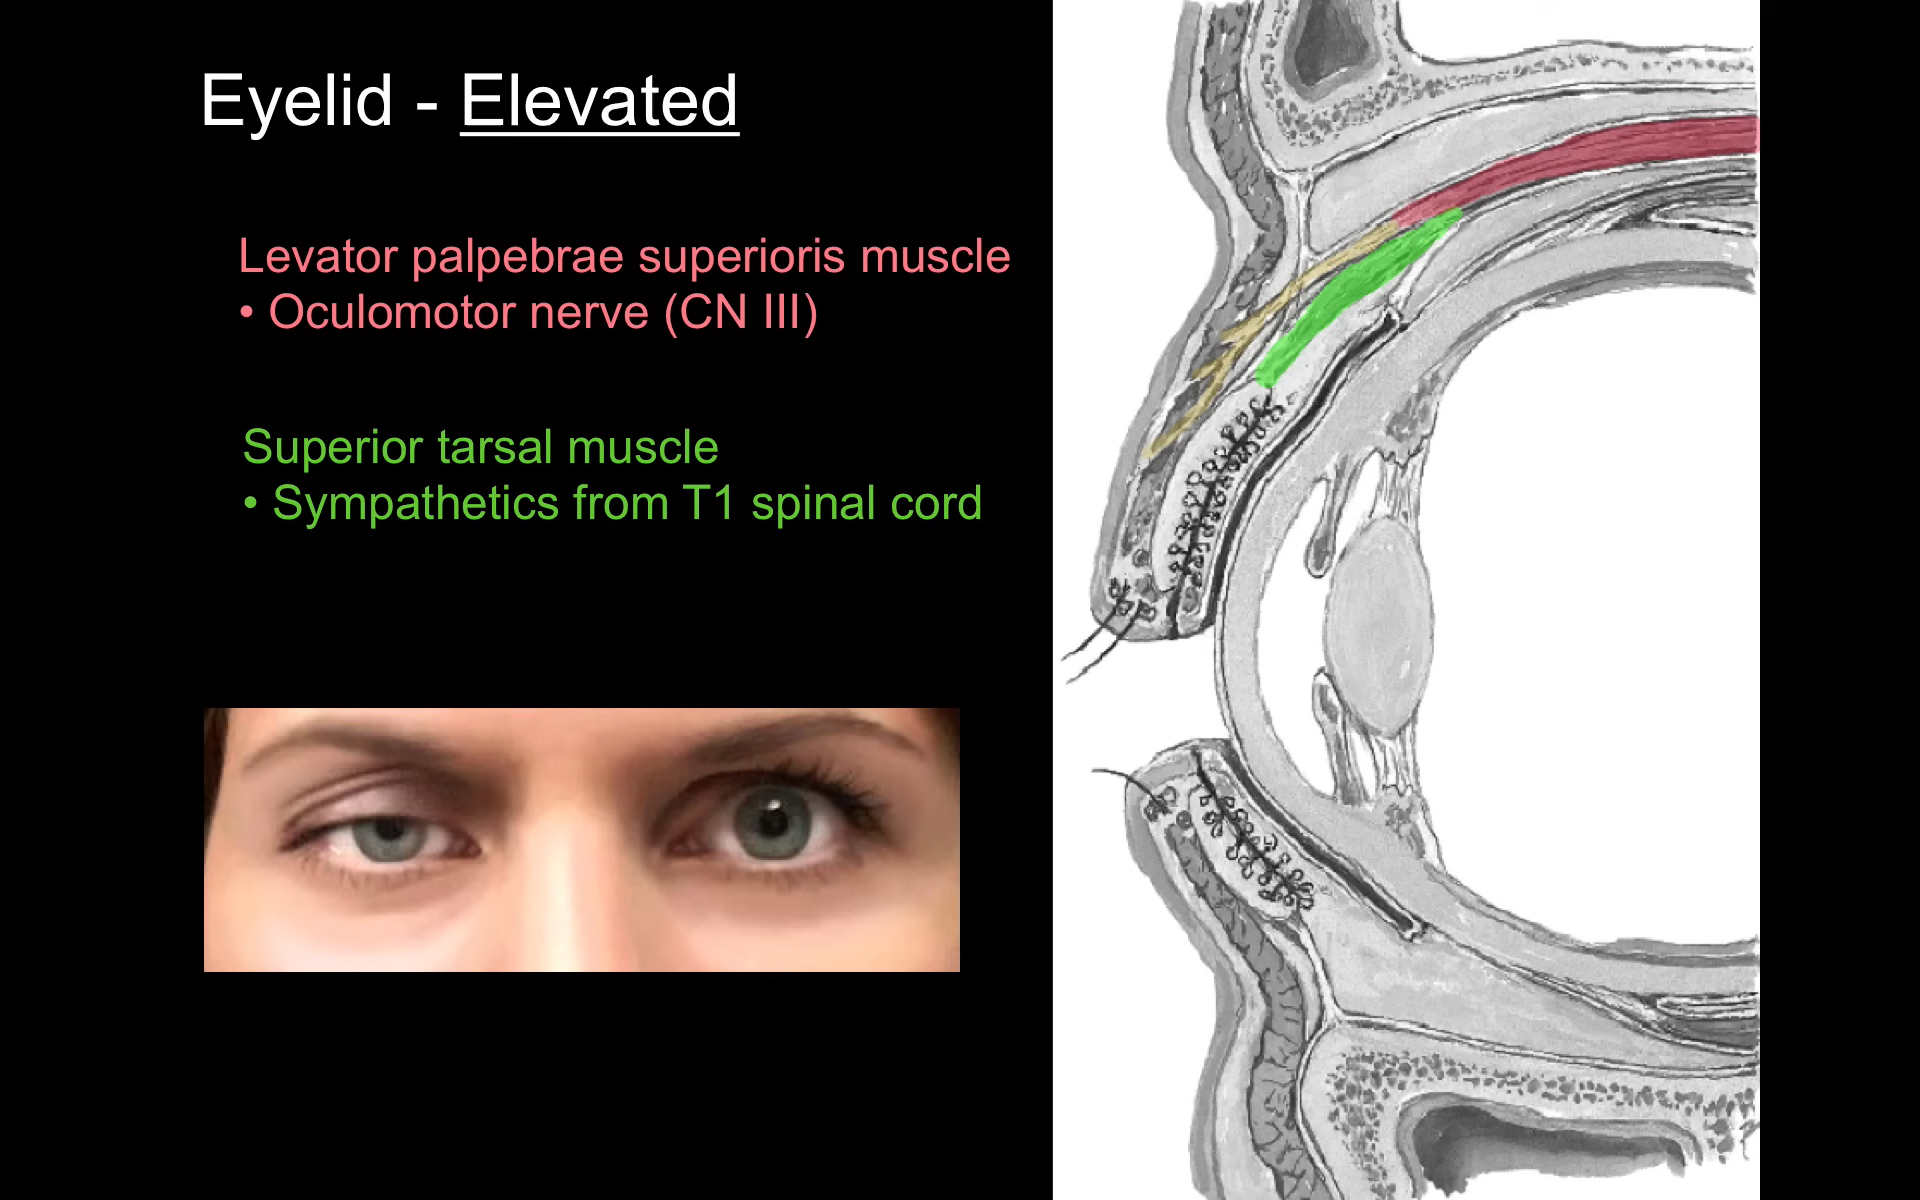 Eyelid - Elevated
Levator palpebrae superioris muscle
• Oculomotor nerve (CN III)
Superior tarsal muscle
• Sympathetics from T1 spinal cord